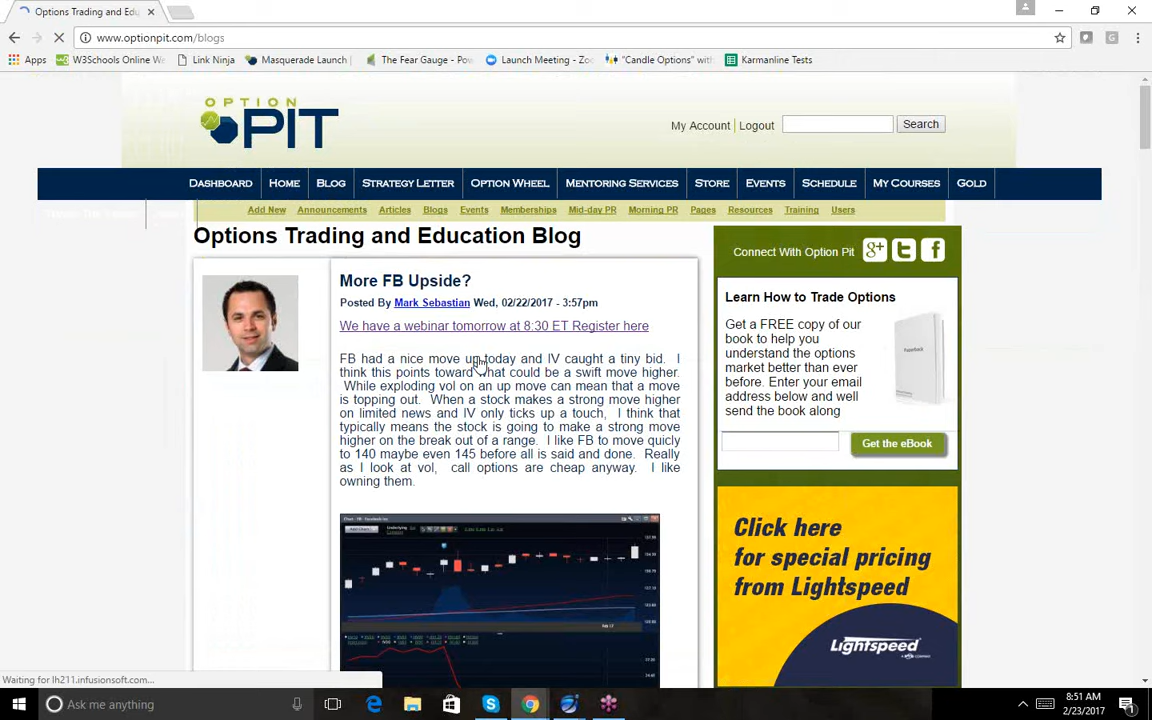 Options Trading and Edu
www.optionpit.com/blogs
Apps W3Schools Online We Link Ninja Masquerade Launch | The Fear Gauge - Pow Launch Meeting - Zoo "Candle Options" with Karmanline Tests
OPTION
PIT
My Account Logout Search
DASHBOARD HOME BLOG STRATEGY LETTER OPTION WHEEL MENTORING SERVICES STORE EVENTS SCHEDULE MY COURSES GOLD
Add New Announcements Articles Blogs Events Memberships Mid-day PR Morning PR Pages Resources Training Users
Options Trading and Education Blog
More FB Upside?
Posted By Mark Sebastian Wed, 02/22/2017 - 3:57pm
We have a webinar tomorrow at 8:30 ET Register here
FB had a nice move up today and IV caught a tiny bid. I
think this points toward what could be a swift move higher.
While exploding vol on an up move can mean that a move
is topping out. When a stock makes a strong move higher
on limited news and IV only ticks up a touch, I think that
typically means the stock is going to make a strong move
higher on the break out of a range. I like FB to move quicly
to 140 maybe even 145 before all is said and done. Really
as I look at vol, call options are cheap anyway. I like
owning them.
Connect With Option Pit g+ t f
Learn How to Trade Options
Get a FREE copy of our
book to help you
understand the options
market better than ever
before. Enter your email
address below and well
send the book along
Paperback
Get the eBook
Click here
for special pricing
from Lightspeed
Lightspeed
Waiting for lh211.infusionsoft.com...
Ask me anything
8:51 AM
2/23/2017